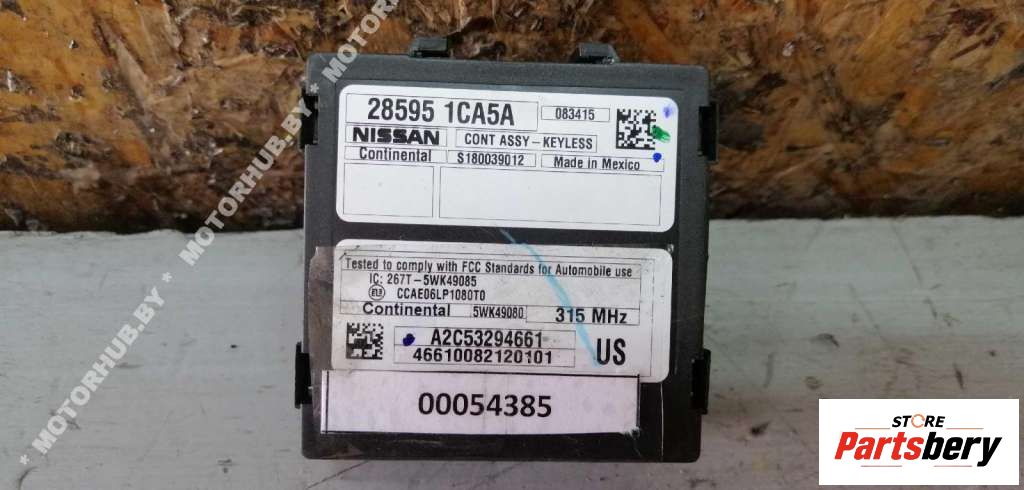 28595 1CA5A
083415
NISSAN
CONT ASSY - KEYLESS
Continental
S180039012
Made in Mexico
Tested to comply with FCC Standards for Automobile use
IC: 267T-5WK49085
CCAE06LP1080T0
Continental
5WK49080
315 MHz
A2C53294661
46610082120101
US
00054385
* MOTORHUB.BY * MOTORHUB.BY * MOTORHUB.BY
STORE
Partsbery